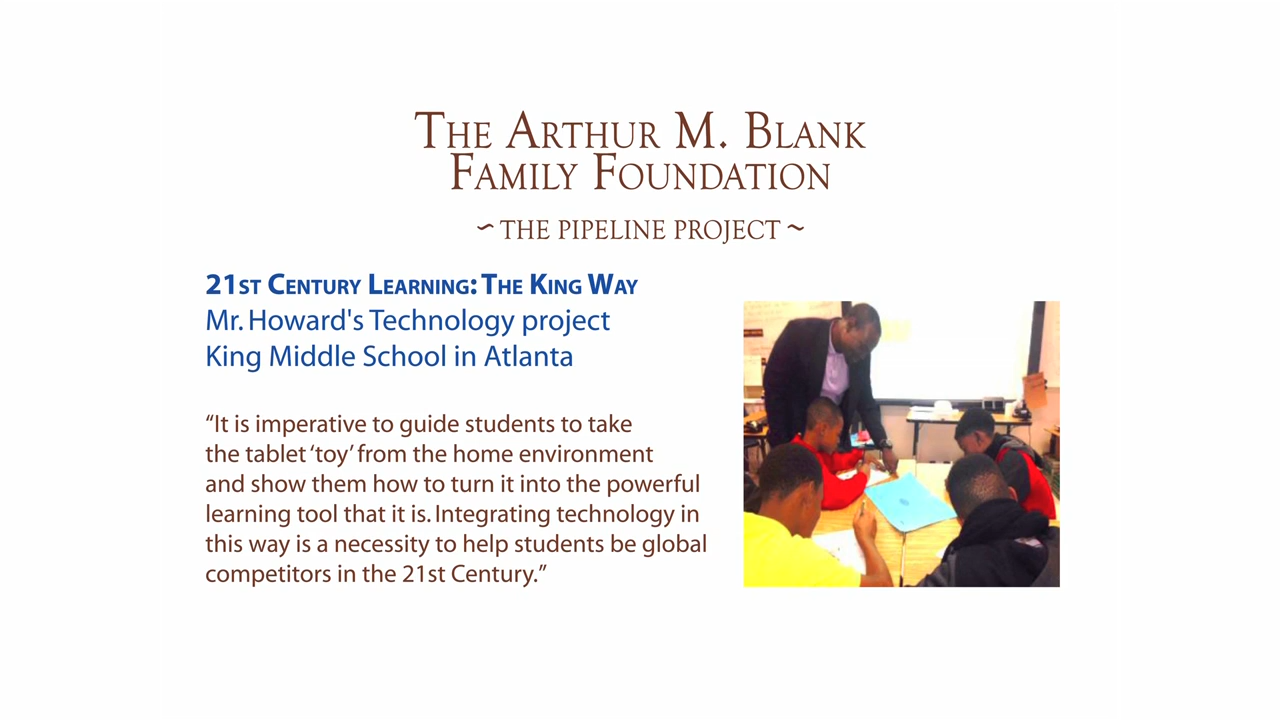 THE ARTHUR M. BLANK
FAMILY FOUNDATION
~ THE PIPELINE PROJECT ~
21ST CENTURY LEARNING: THE KING WAY
Mr. Howard's Technology project
King Middle School in Atlanta
“It is imperative to guide students to take
the tablet ‘toy’ from the home environment
and show them how to turn it into the powerful
learning tool that it is. Integrating technology in
this way is a necessity to help students be global
competitors in the 21st Century.”